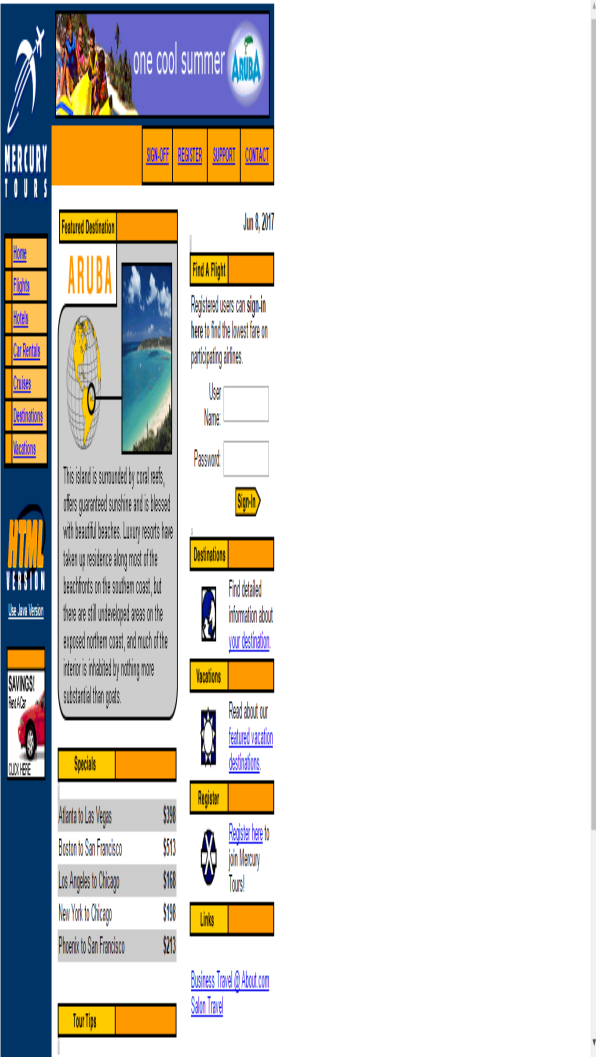 one cool summer ARUBA
MERCURY
TOURS
SIGN-OFF REGISTER SUPPORT CONTACT
Jun 8, 2017
Home
Flights
Hotels
Car Rentals
Cruises
Destinations
Vacations
HTML
VERSION
Use Java Version
SAVINGS!
Rent A Car
CLICK HERE
Featured Destination
ARUBA
This island is surrounded by coral reefs,
offers guaranteed sunshine and is blessed
with beautiful beaches. Luxury resorts have
taken up residence along most of the
beachfronts on the southern coast, but
there are still undeveloped areas on the
exposed northern coast, and much of the
interior is inhabited by nothing more
substantial than goats.
Specials
Atlanta to Las Vegas $398
Boston to San Francisco $513
Los Angeles to Chicago $168
New York to Chicago $198
Phoenix to San Francisco $213
Tour Tips
Find A Flight
Registered users can sign-in
here to find the lowest fare on
participating airlines.
User
Name:
Password:
Sign-In
Destinations
Find detailed
information about
your destination.
Vacations
Read about our
featured vacation
destinations.
Register
Register here to
join Mercury
Tours!
Links
Business Travel @ About.com
Salon Travel